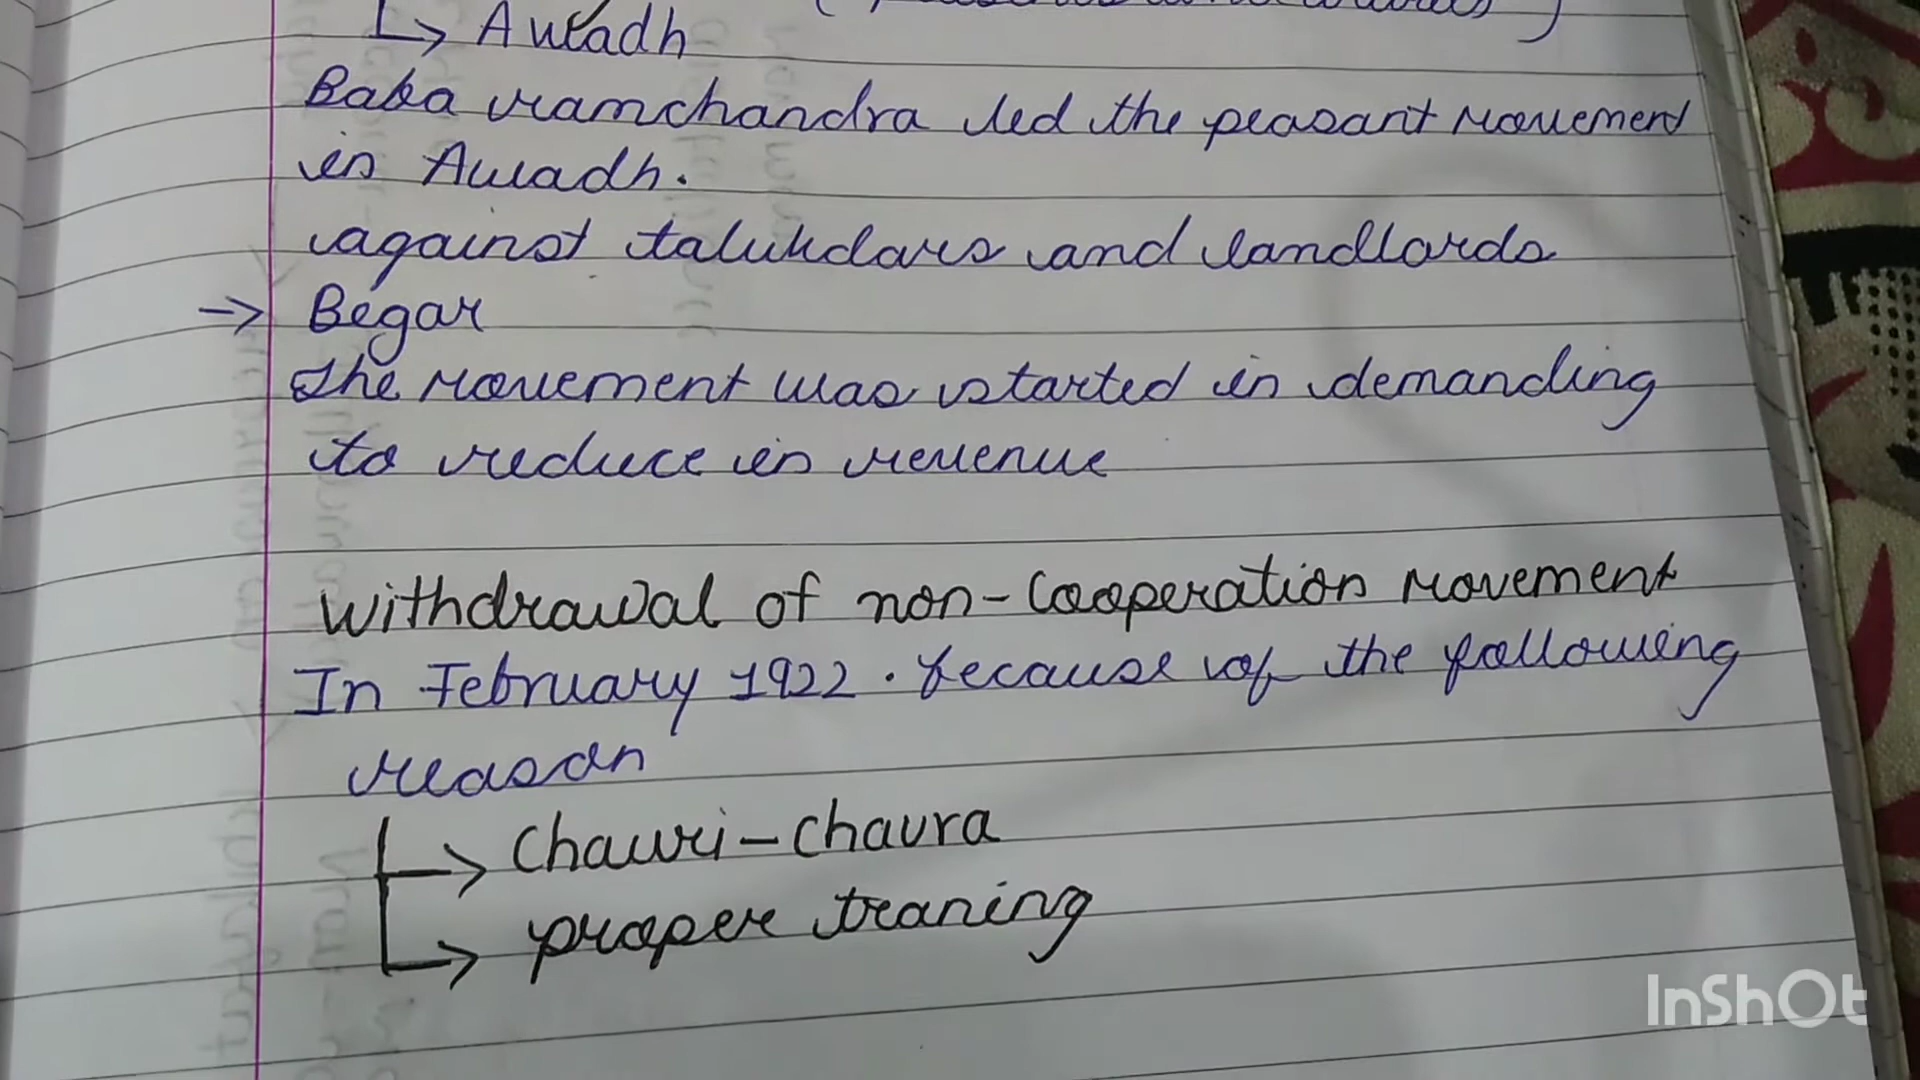 ↳ Awadh
Baba ramchandra led the peasant movement
in Awadh.
against talukdars and landlords
→ Begar
The movement was started in demanding
to reduce in revenue
Withdrawal of non-Cooperation movement
In February 1922. because of the following
reason
→ Chauri-chaura
→ proper traning
InShOt